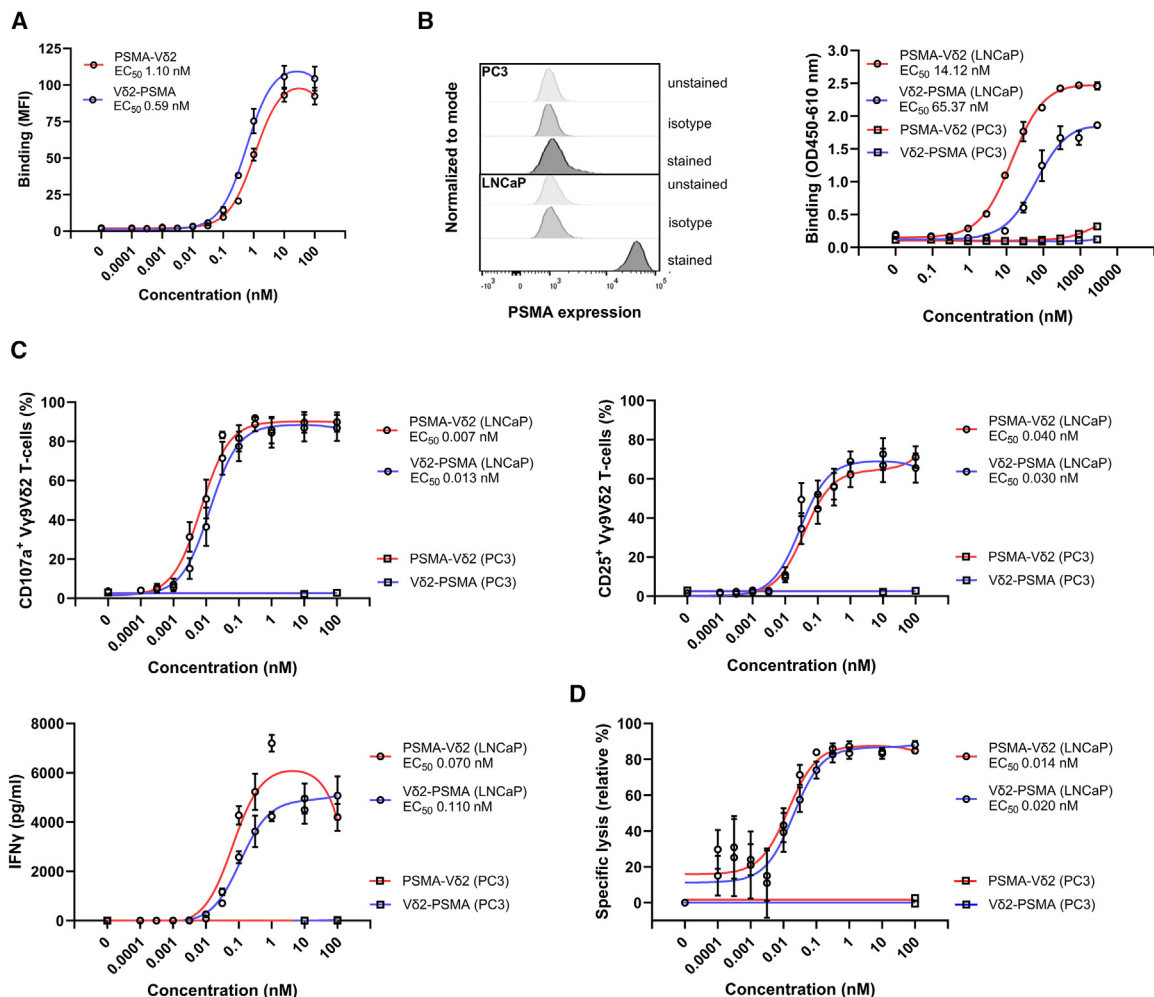 A
B
Binding (MFI)
125
100
75
50
25
0
0
0.0001
0.001
0.01
0.1
1
10
100
Concentration (nM)
PSMA-Vδ2
EC50 1.10 nM
Vδ2-PSMA
EC50 0.59 nM
Normalized to mode
PC3
unstained
isotype
stained
LNCaP
unstained
isotype
stained
-10³
0
10³
10⁴
10⁵
PSMA expression
Binding (OD450-610 nm)
3.0
2.5
2.0
1.5
1.0
0.5
0.0
0
0.1
1
10
100
1000
10000
Concentration (nM)
PSMA-Vδ2 (LNCaP)
EC50 14.12 nM
Vδ2-PSMA (LNCaP)
EC50 65.37 nM
PSMA-Vδ2 (PC3)
Vδ2-PSMA (PC3)
C
CD107a⁺ Vγ9Vδ2 T-cells (%)
100
80
60
40
20
0
0
0.0001
0.001
0.01
0.1
1
10
100
Concentration (nM)
PSMA-Vδ2 (LNCaP)
EC50 0.007 nM
Vδ2-PSMA (LNCaP)
EC50 0.013 nM
PSMA-Vδ2 (PC3)
Vδ2-PSMA (PC3)
CD25⁺ Vγ9Vδ2 T-cells (%)
100
80
60
40
20
0
0
0.0001
0.001
0.01
0.1
1
10
100
Concentration (nM)
PSMA-Vδ2 (LNCaP)
EC50 0.040 nM
Vδ2-PSMA (LNCaP)
EC50 0.030 nM
PSMA-Vδ2 (PC3)
Vδ2-PSMA (PC3)
IFNγ (pg/ml)
8000
6000
4000
2000
0
0
0.0001
0.001
0.01
0.1
1
10
100
Concentration (nM)
PSMA-Vδ2 (LNCaP)
EC50 0.070 nM
Vδ2-PSMA (LNCaP)
EC50 0.110 nM
PSMA-Vδ2 (PC3)
Vδ2-PSMA (PC3)
D
Specific lysis (relative %)
100
80
60
40
20
0
0
0.0001
0.001
0.01
0.1
1
10
100
Concentration (nM)
PSMA-Vδ2 (LNCaP)
EC50 0.014 nM
Vδ2-PSMA (LNCaP)
EC50 0.020 nM
PSMA-Vδ2 (PC3)
Vδ2-PSMA (PC3)